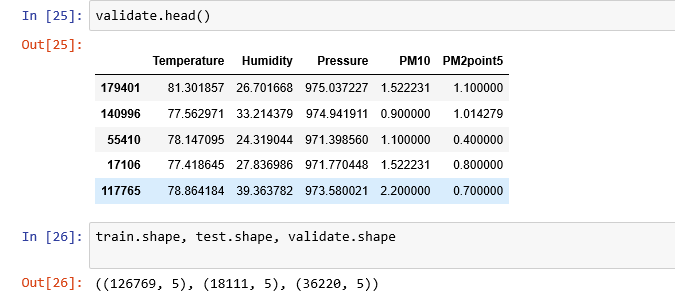 In [25]: validate.head()
Out[25]:
Temperature Humidity Pressure PM10 PM2point5
179401 81.301857 26.701668 975.037227 1.522231 1.100000
140996 77.562971 33.214379 974.941911 0.900000 1.014279
55410 78.147095 24.319044 971.398560 1.100000 0.400000
17106 77.418645 27.836986 971.770448 1.522231 0.800000
117765 78.864184 39.363782 973.580021 2.200000 0.700000
In [26]: train.shape, test.shape, validate.shape
Out[26]: ((126769, 5), (18111, 5), (36220, 5))